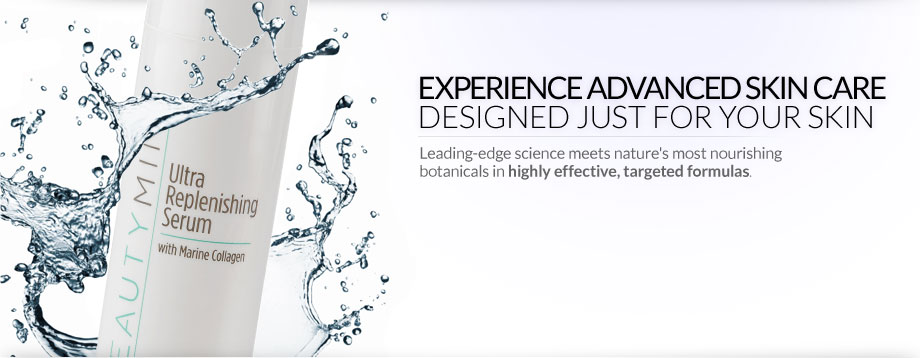 EXPERIENCE ADVANCED SKIN CARE
DESIGNED JUST FOR YOUR SKIN
Leading-edge science meets nature's most nourishing
botanicals in highly effective, targeted formulas.
EAUTYMI
Ultra
Replenishing
Serum
with Marine Collagen